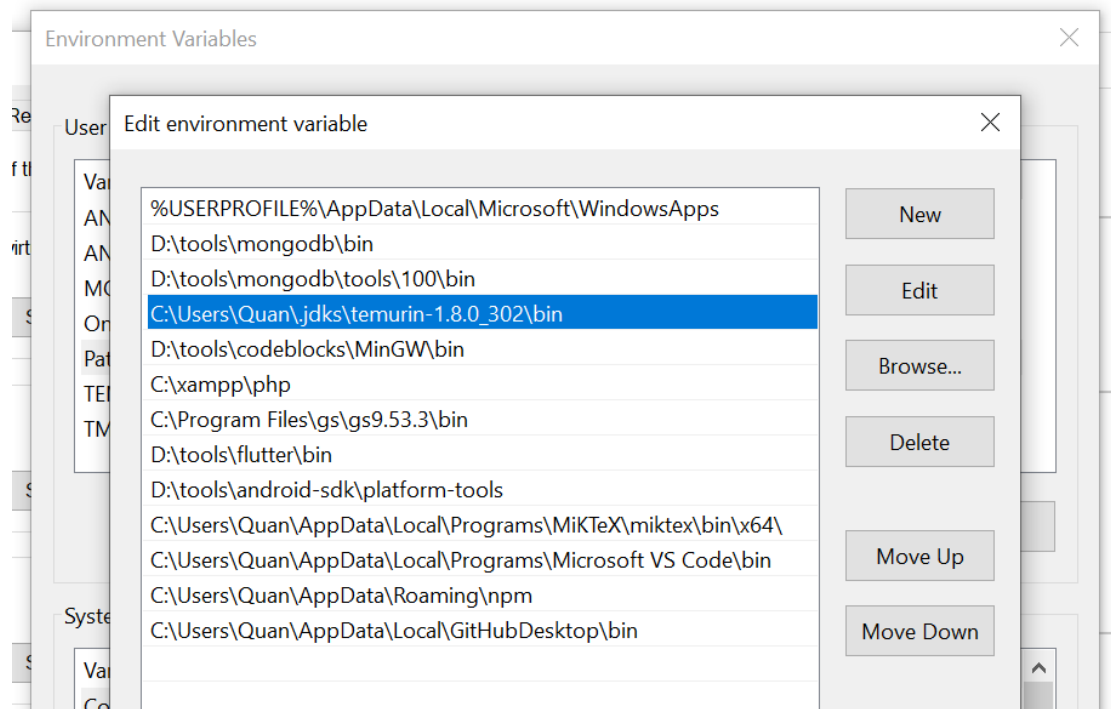 Environment Variables
Edit environment variable
User
%USERPROFILE%\AppData\Local\Microsoft\WindowsApps
D:\tools\mongodb\bin
D:\tools\mongodb\tools\100\bin
C:\Users\Quan\.jdks\temurin-1.8.0_302\bin
D:\tools\codeblocks\MinGW\bin
C:\xampp\php
C:\Program Files\gs\gs9.53.3\bin
D:\tools\flutter\bin
D:\tools\android-sdk\platform-tools
C:\Users\Quan\AppData\Local\Programs\MiKTeX\miktex\bin\x64\
C:\Users\Quan\AppData\Local\Programs\Microsoft VS Code\bin
C:\Users\Quan\AppData\Roaming\npm
C:\Users\Quan\AppData\Local\GitHubDesktop\bin
New
Edit
Browse...
Delete
Move Up
Move Down